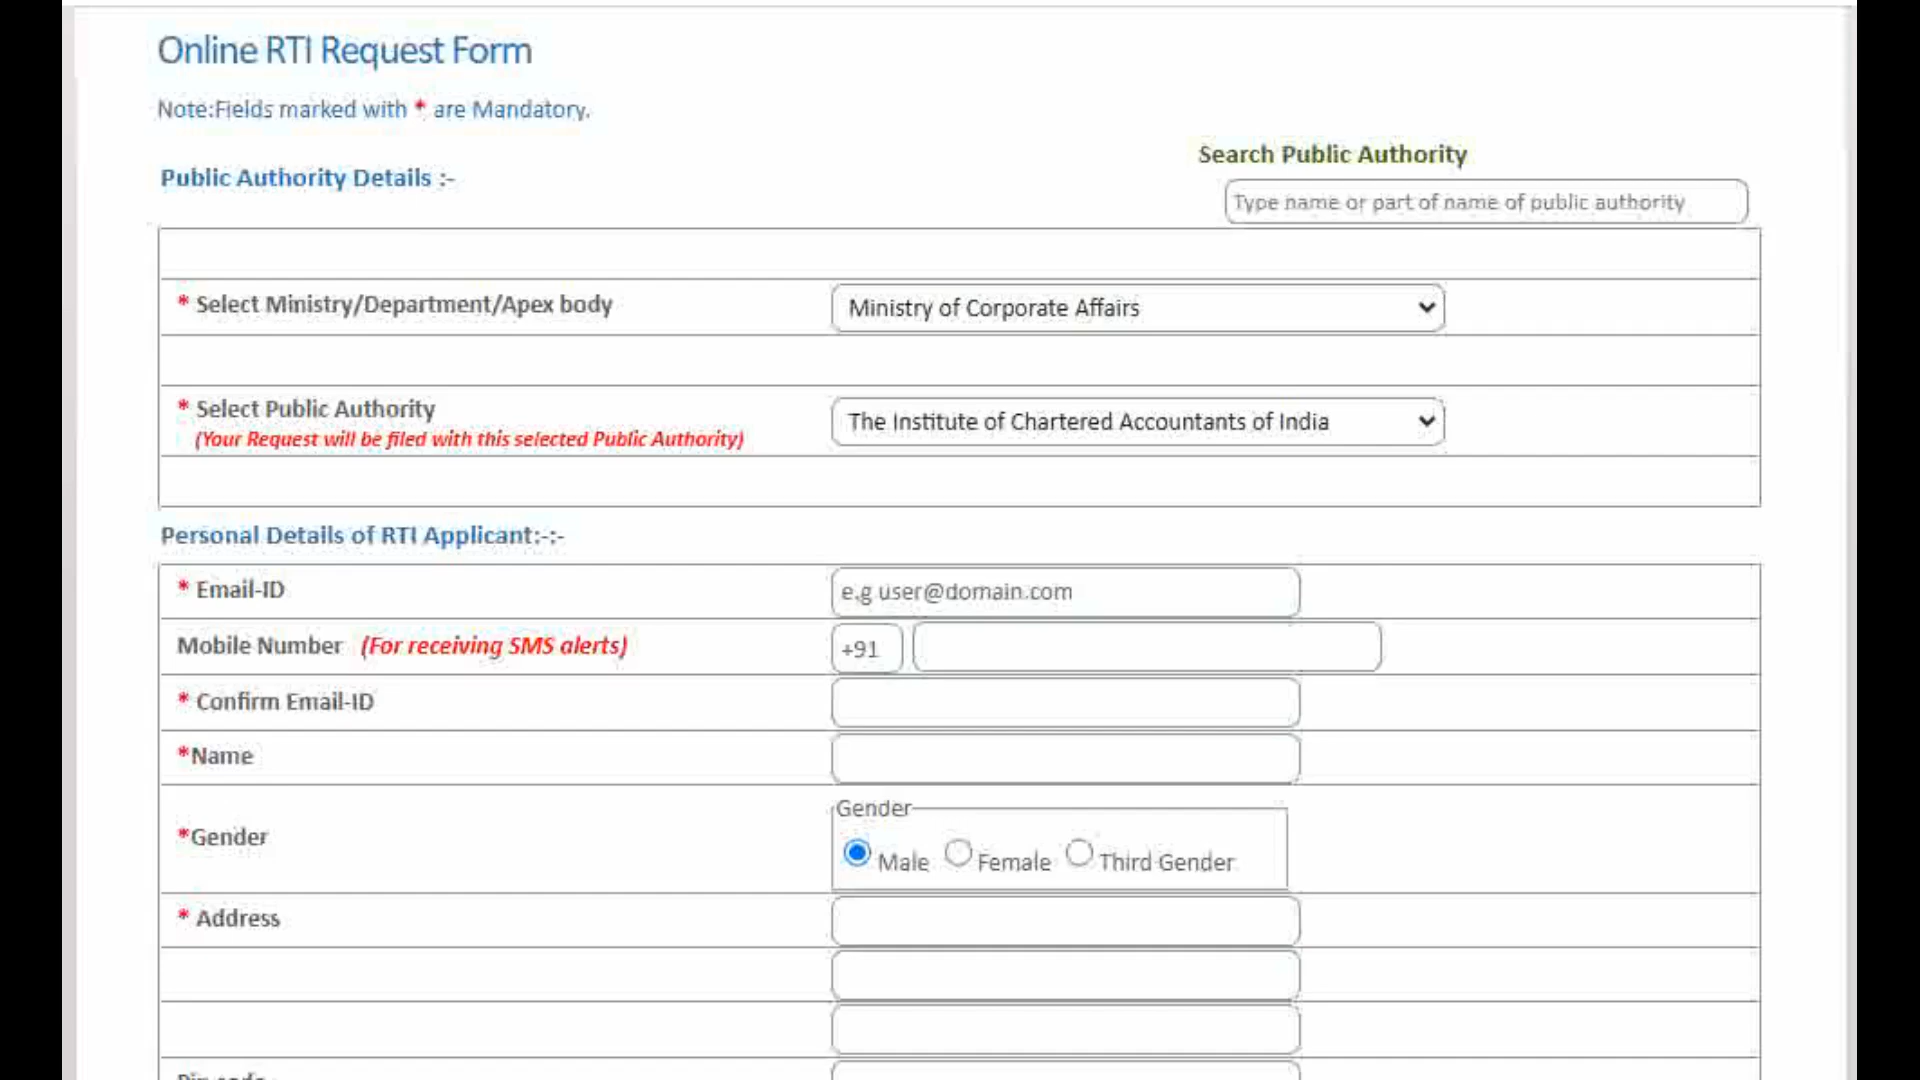 Online RTI Request Form
Note:Fields marked with * are Mandatory.
Search Public Authority
Public Authority Details :-
Type name or part of name of public authority
* Select Ministry/Department/Apex body
Ministry of Corporate Affairs
* Select Public Authority
(Your Request will be filed with this selected Public Authority)
The Institute of Chartered Accountants of India
Personal Details of RTI Applicant:-:-
* Email-ID
e.g user@domain.com
Mobile Number (For receiving SMS alerts)
+91
* Confirm Email-ID
*Name
*Gender
Gender
Male Female Third Gender
* Address
Pin code